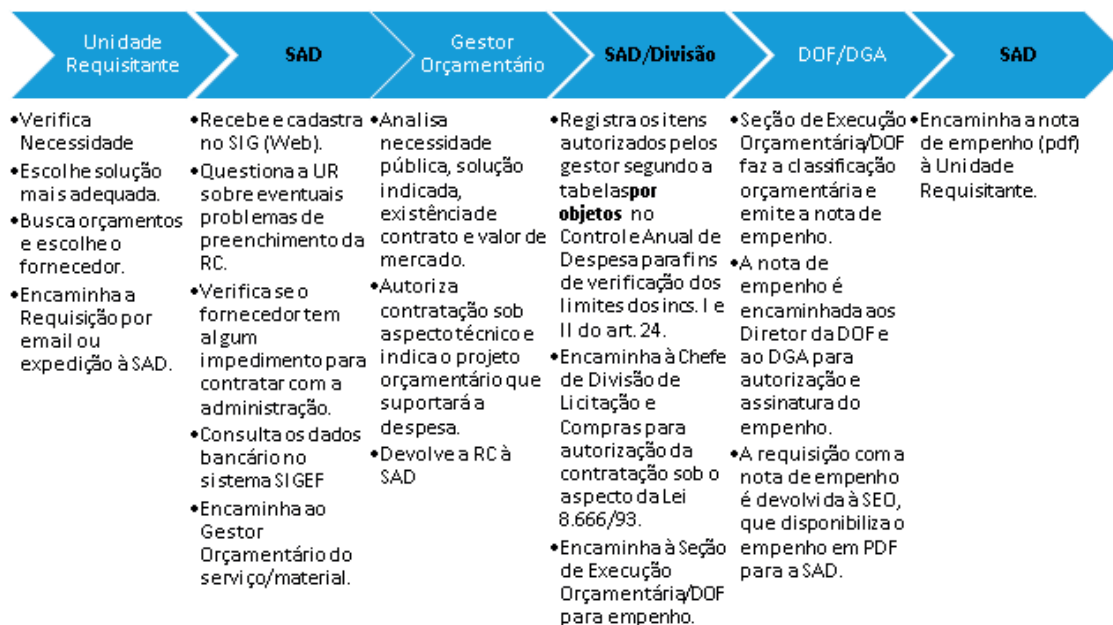 Unidade
Requisitante
SAD
Gestor
Orçamentário
SAD/Divisão
DOF/DGA
SAD
•Verifica
Necessidade
•Escolhe solução
mais adequada.
•Busca orçamentos
e escolhe o
fornecedor.
•Encaminha a
Requisição por
email ou
expedição à SAD.
•Recebe e cadastra
no SIG (Web).
•Questiona a UR
sobre eventuais
problemas de
preenchimento da
RC.
•Verifica se o
fornecedor tem
algum
impedimento para
contratar com a
administração.
•Consulta os dados
bancário no
sistema SIGEF
•Encaminha ao
Gestor
Orçamentário do
serviço/material.
•Analisa
necessidade
pública, solução
indicada,
existência de
contrato e valor de
mercado.
•Autoriza
contratação sob
aspecto técnico e
indica o projeto
orçamentário que
suportará a
despesa.
•Devolve a RC à
SAD
•Registra os itens
autorizados pelos
gestor segundo a
tabelas por
objetos no
Controle Anual de
Despesa para fins
de verificação dos
limites dos incs. I e
II do art. 24.
•Encaminha à Chefe
de Divisão de
Licitação e
Compras para
autorização da
contratação sob o
aspecto da Lei
8.666/93.
•Encaminha à Seção
de Execução
Orçamentária/DOF
para empenho.
•Seção de Execução
Orçamentária/DOF
faz a classificação
orçamentária e
emite a nota de
empenho.
•A nota de
empenho é
encaminhada aos
Diretor da DOF e
ao DGA para
autorização e
assinatura do
empenho.
•A requisição com a
nota de empenho
é devolvida à SEO,
que disponibiliza o
empenho em PDF
para a SAD.
•Encaminha a nota
de empenho (pdf)
à Unidade
Requisitante.